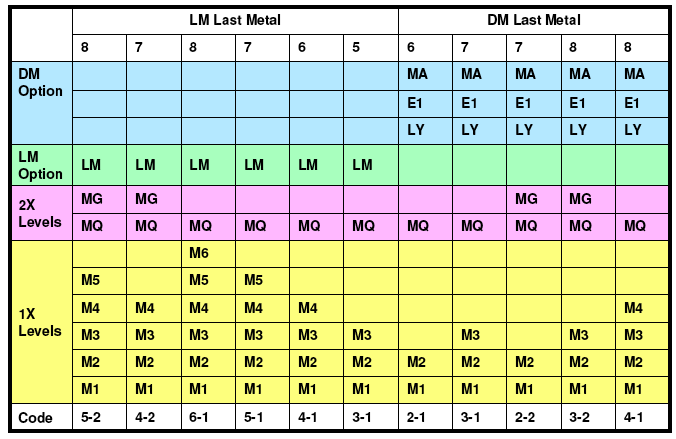 LM Last Metal DM Last Metal
8 7 8 7 6 5 6 7 7 8 8
DM Option MA MA MA MA MA
E1 E1 E1 E1 E1
LY LY LY LY LY
LM Option LM LM LM LM LM LM
2X Levels MG MG MG MG
MQ MQ MQ MQ MQ MQ MQ MQ MQ MQ MQ
1X Levels M6
M5 M5 M5
M4 M4 M4 M4 M4 M4
M3 M3 M3 M3 M3 M3 M3 M3 M3
M2 M2 M2 M2 M2 M2 M2 M2 M2 M2 M2
M1 M1 M1 M1 M1 M1 M1 M1 M1 M1 M1
Code 5-2 4-2 6-1 5-1 4-1 3-1 2-1 3-1 2-2 3-2 4-1